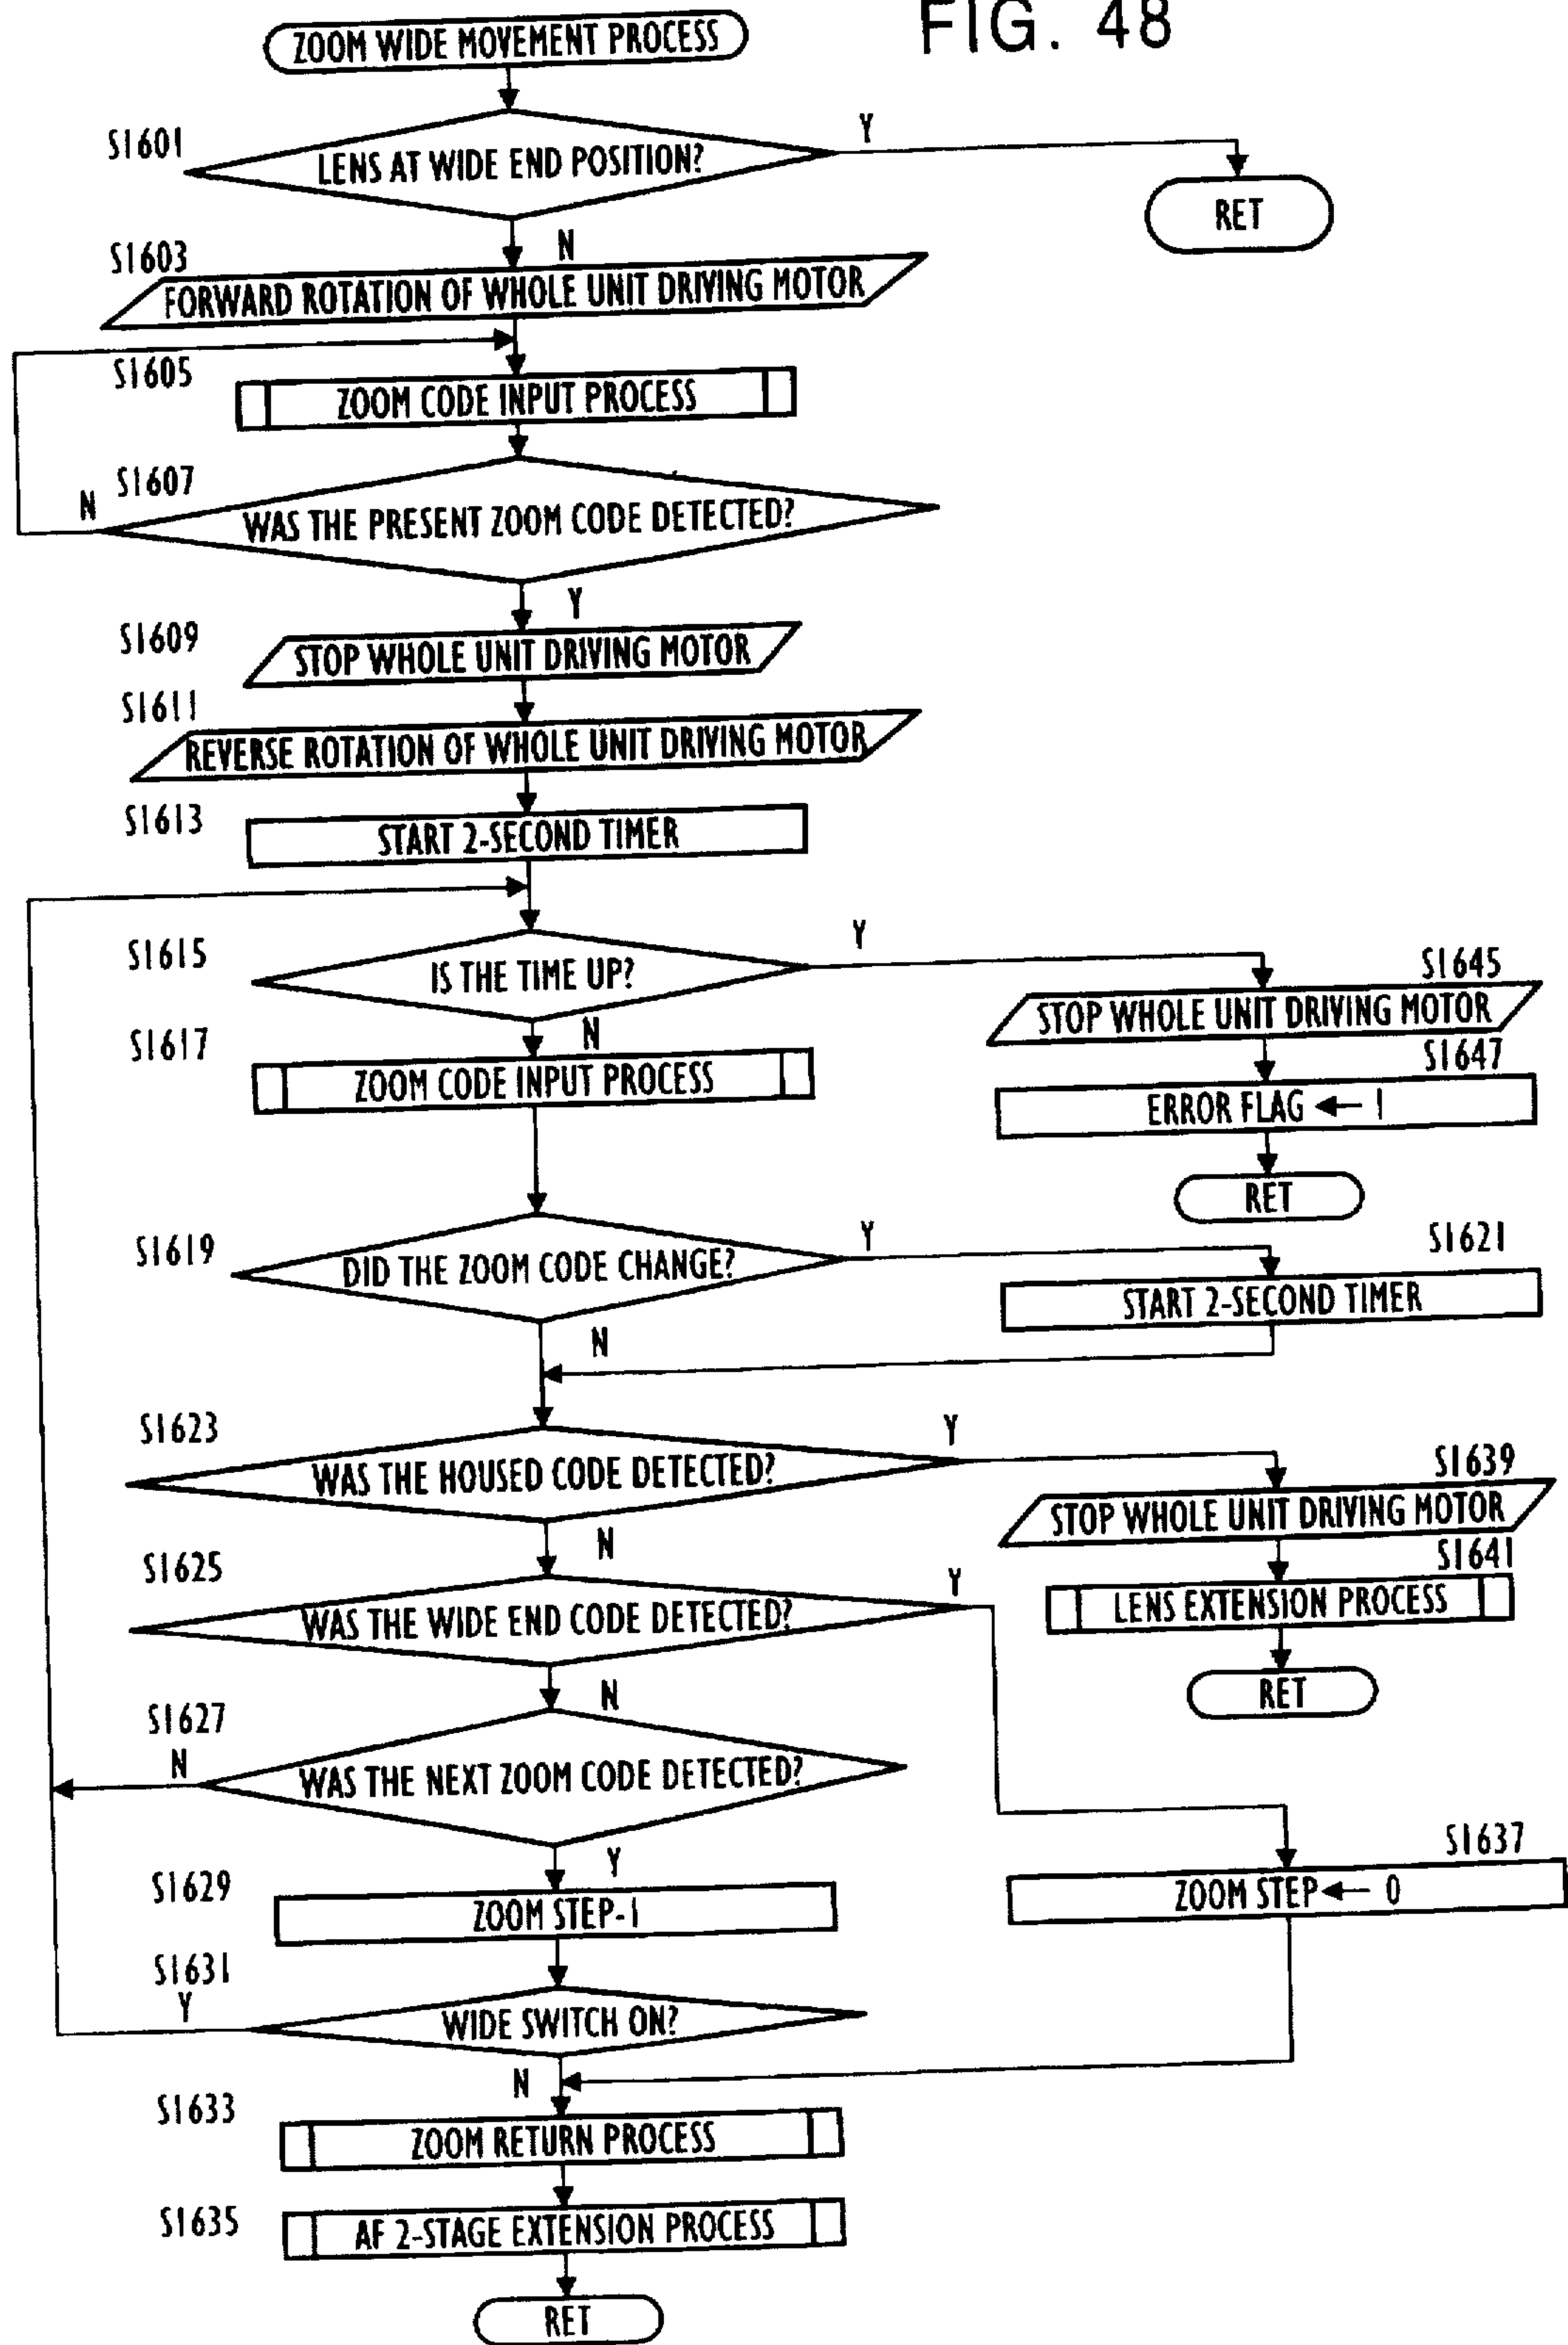 FIG. 48
ZOOM WIDE MOVEMENT PROCESS
S1601
LENS AT WIDE END POSITION?
Y
RET
N
S1603
FORWARD ROTATION OF WHOLE UNIT DRIVING MOTOR
S1605
ZOOM CODE INPUT PROCESS
S1607
N
WAS THE PRESENT ZOOM CODE DETECTED?
Y
S1609
STOP WHOLE UNIT DRIVING MOTOR
S1611
REVERSE ROTATION OF WHOLE UNIT DRIVING MOTOR
S1613
START 2-SECOND TIMER
S1615
IS THE TIME UP?
Y
S1645
STOP WHOLE UNIT DRIVING MOTOR
N
S1617
ZOOM CODE INPUT PROCESS
S1647
ERROR FLAG ← 1
RET
S1619
DID THE ZOOM CODE CHANGE?
Y
S1621
START 2-SECOND TIMER
N
S1623
WAS THE HOUSED CODE DETECTED?
Y
S1639
STOP WHOLE UNIT DRIVING MOTOR
N
S1641
LENS EXTENSION PROCESS
RET
S1625
WAS THE WIDE END CODE DETECTED?
Y
N
S1627
N
WAS THE NEXT ZOOM CODE DETECTED?
Y
S1637
ZOOM STEP ← 0
S1629
ZOOM STEP-1
S1631
Y
WIDE SWITCH ON?
N
S1633
ZOOM RETURN PROCESS
S1635
AF 2-STAGE EXTENSION PROCESS
RET